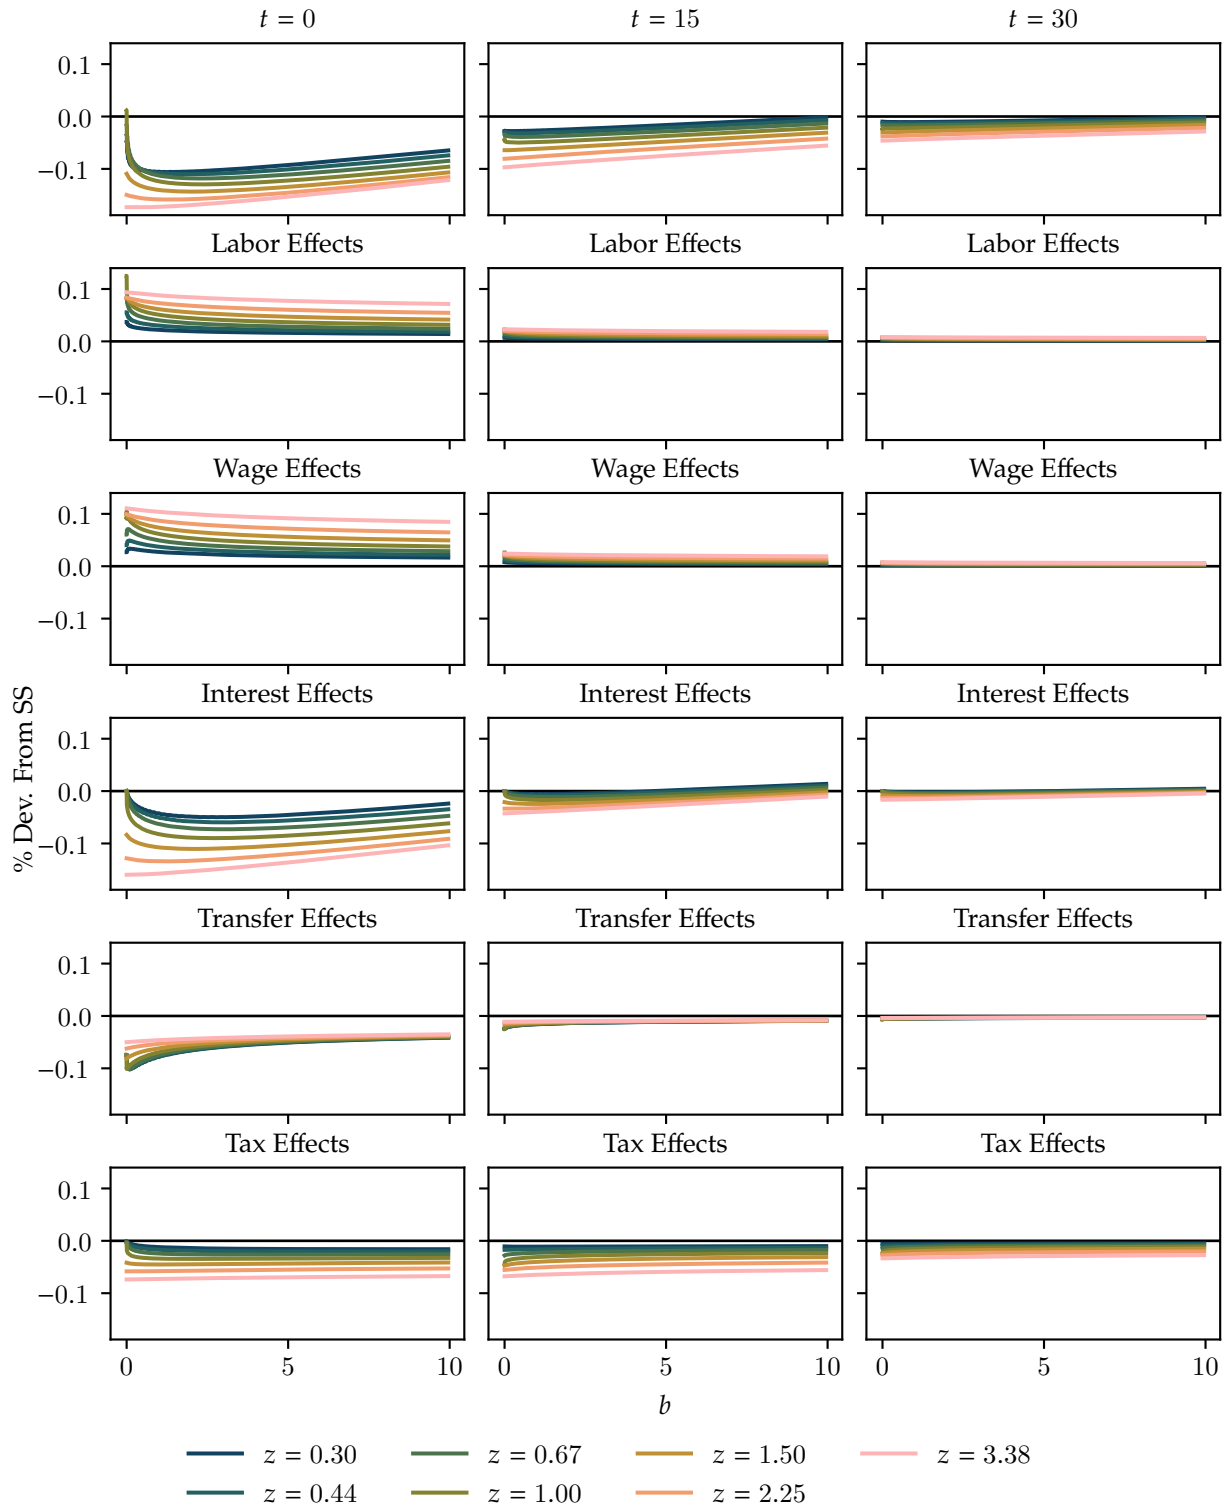 t = 0 t = 15 t = 30
0.1
0.0
−0.1
Labor Effects Labor Effects Labor Effects
0.1
0.0
−0.1
Wage Effects Wage Effects Wage Effects
0.1
0.0
−0.1
Interest Effects Interest Effects Interest Effects
% Dev. From SS
0.1
0.0
−0.1
Transfer Effects Transfer Effects Transfer Effects
0.1
0.0
−0.1
Tax Effects Tax Effects Tax Effects
0.1
0.0
−0.1
0 5 10 0 5 10 0 5 10
b
z = 0.30 z = 0.67 z = 1.50 z = 3.38
z = 0.44 z = 1.00 z = 2.25